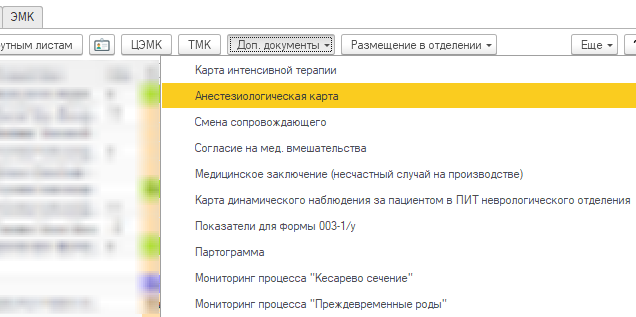 ЭМК
утным листам
ЦЭМК
ТМК
Доп. документы
Размещение в отделении
Еще
Карта интенсивной терапии
Анестезиологическая карта
Смена сопровождающего
Согласие на мед. вмешательства
Медицинское заключение (несчастный случай на производстве)
Карта динамического наблюдения за пациентом в ПИТ неврологического отделения
Показатели для формы 003-1/у
Партограмма
Мониторинг процесса "Кесарево сечение"
Мониторинг процесса "Преждевременные роды"